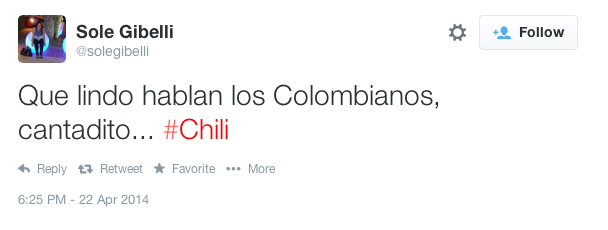 Sole Gibelli
@solegibelli
Follow
Que lindo hablan los Colombianos,
cantadito... #Chili
Reply Retweet Favorite More
6:25 PM - 22 Apr 2014